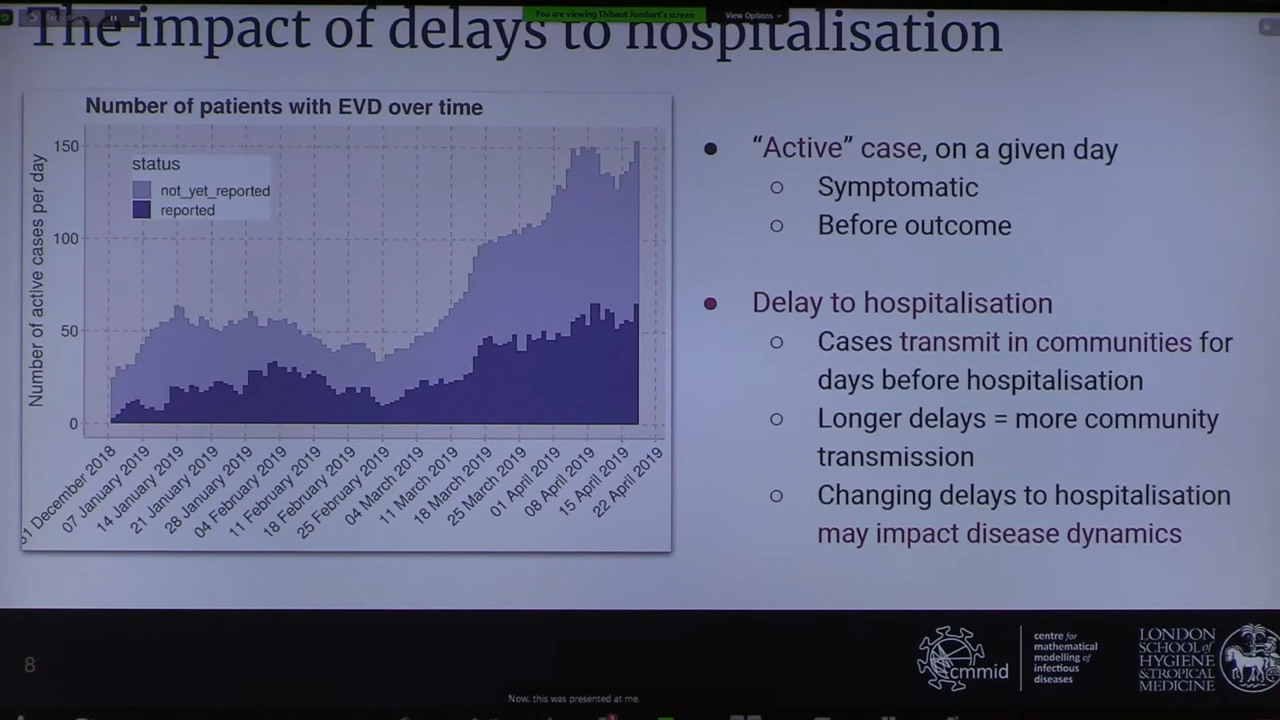 You are viewing Thibaut Jombart's screen
View Options
The impact of delays to hospitalisation
Number of patients with EVD over time
Number of active cases per day
150
100
50
0
status
not_yet_reported
reported
31 December 2018
07 January 2019
14 January 2019
21 January 2019
28 January 2019
04 February 2019
11 February 2019
18 February 2019
25 February 2019
04 March 2019
11 March 2019
18 March 2019
25 March 2019
01 April 2019
08 April 2019
15 April 2019
22 April 2019
“Active” case, on a given day
Symptomatic
Before outcome
Delay to hospitalisation
Cases transmit in communities for
days before hospitalisation
Longer delays = more community
transmission
Changing delays to hospitalisation
may impact disease dynamics
8
cmmid
centre for
mathematical
modelling of
infectious
diseases
LONDON
SCHOOL of
HYGIENE
& TROPICAL
MEDICINE
Now, this was presented at me.